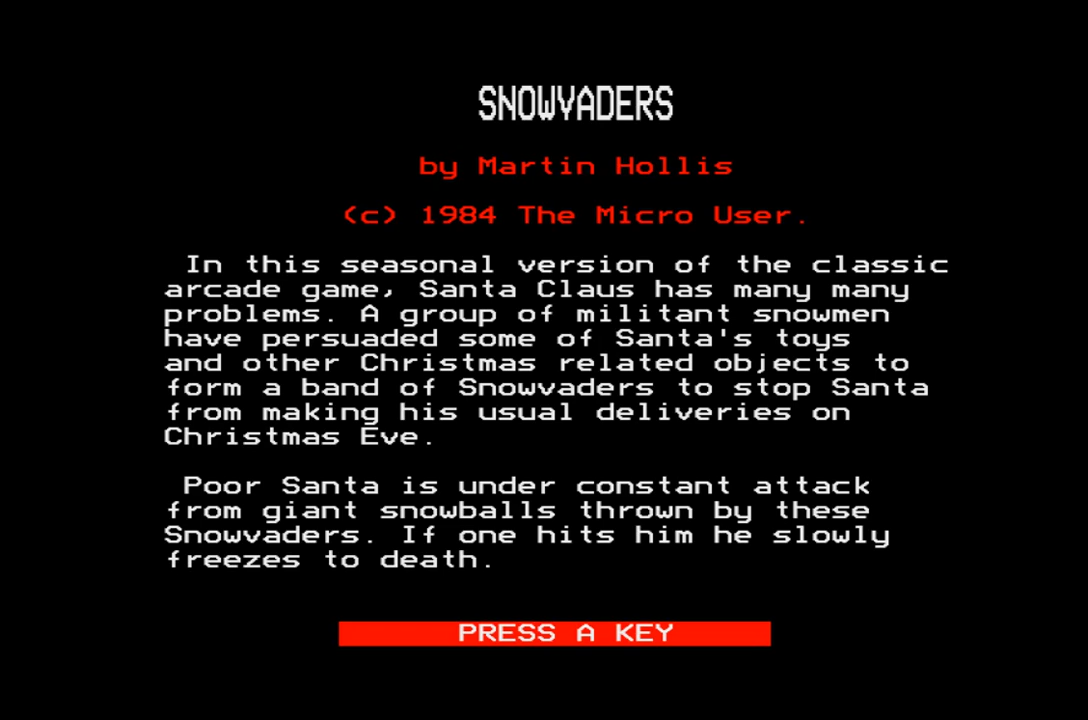 SNOWVADERS
by Martin Hollis
(c) 1984 The Micro User.
In this seasonal version of the classic
arcade game, Santa Claus has many many
problems. A group of militant snowmen
have persuaded some of Santa's toys
and other Christmas related objects to
form a band of Snowvaders to stop Santa
from making his usual deliveries on
Christmas Eve.
Poor Santa is under constant attack
from giant snowballs thrown by these
Snowvaders. If one hits him he slowly
freezes to death.
PRESS A KEY